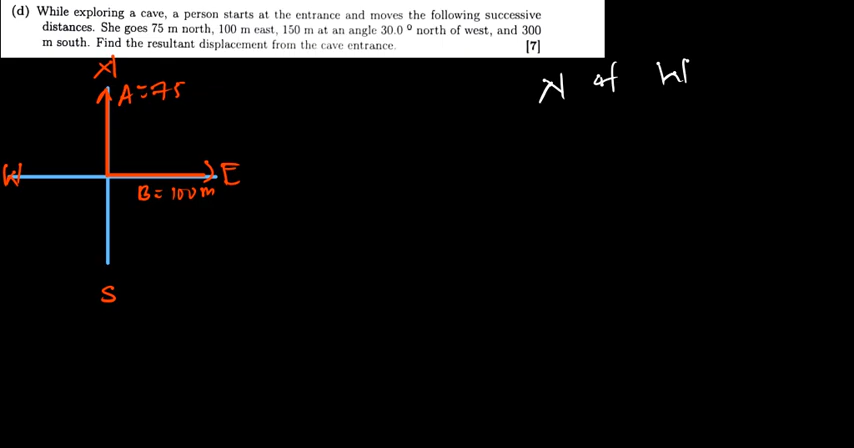 (d) While exploring a cave, a person starts at the entrance and moves the following successive
distances. She goes 75 m north, 100 m east, 150 m at an angle 30.0 ° north of west, and 300
m south. Find the resultant displacement from the cave entrance. [7]
N of W
N
A = 75
W
E
B = 100m
S